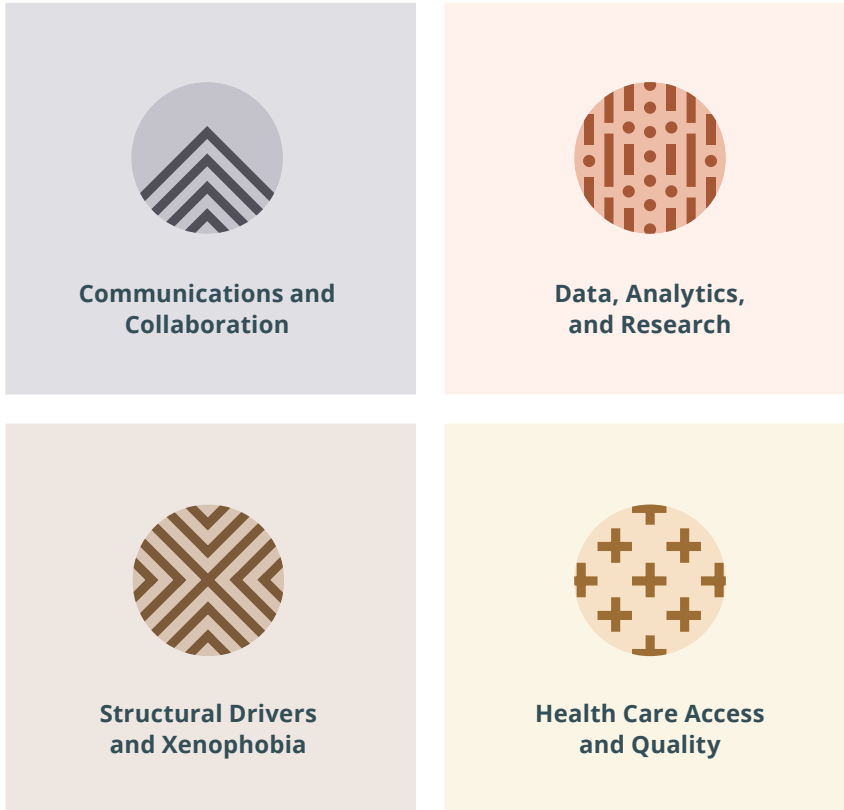 Communications and
Collaboration
Data, Analytics,
and Research
Structural Drivers
and Xenophobia
Health Care Access
and Quality